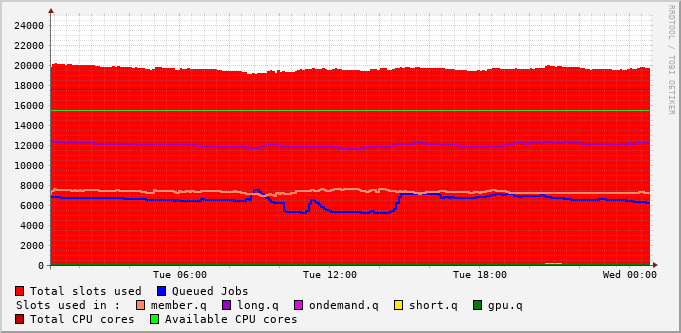 RRDTOOL / TOBI OETIKER
24000
22000
20000
18000
16000
14000
12000
10000
8000
6000
4000
2000
0
Tue 06:00 Tue 12:00 Tue 18:00 Wed 00:00
Total slots used Queued Jobs
Slots used in : member.q long.q ondemand.q short.q gpu.q
Total CPU cores Available CPU cores